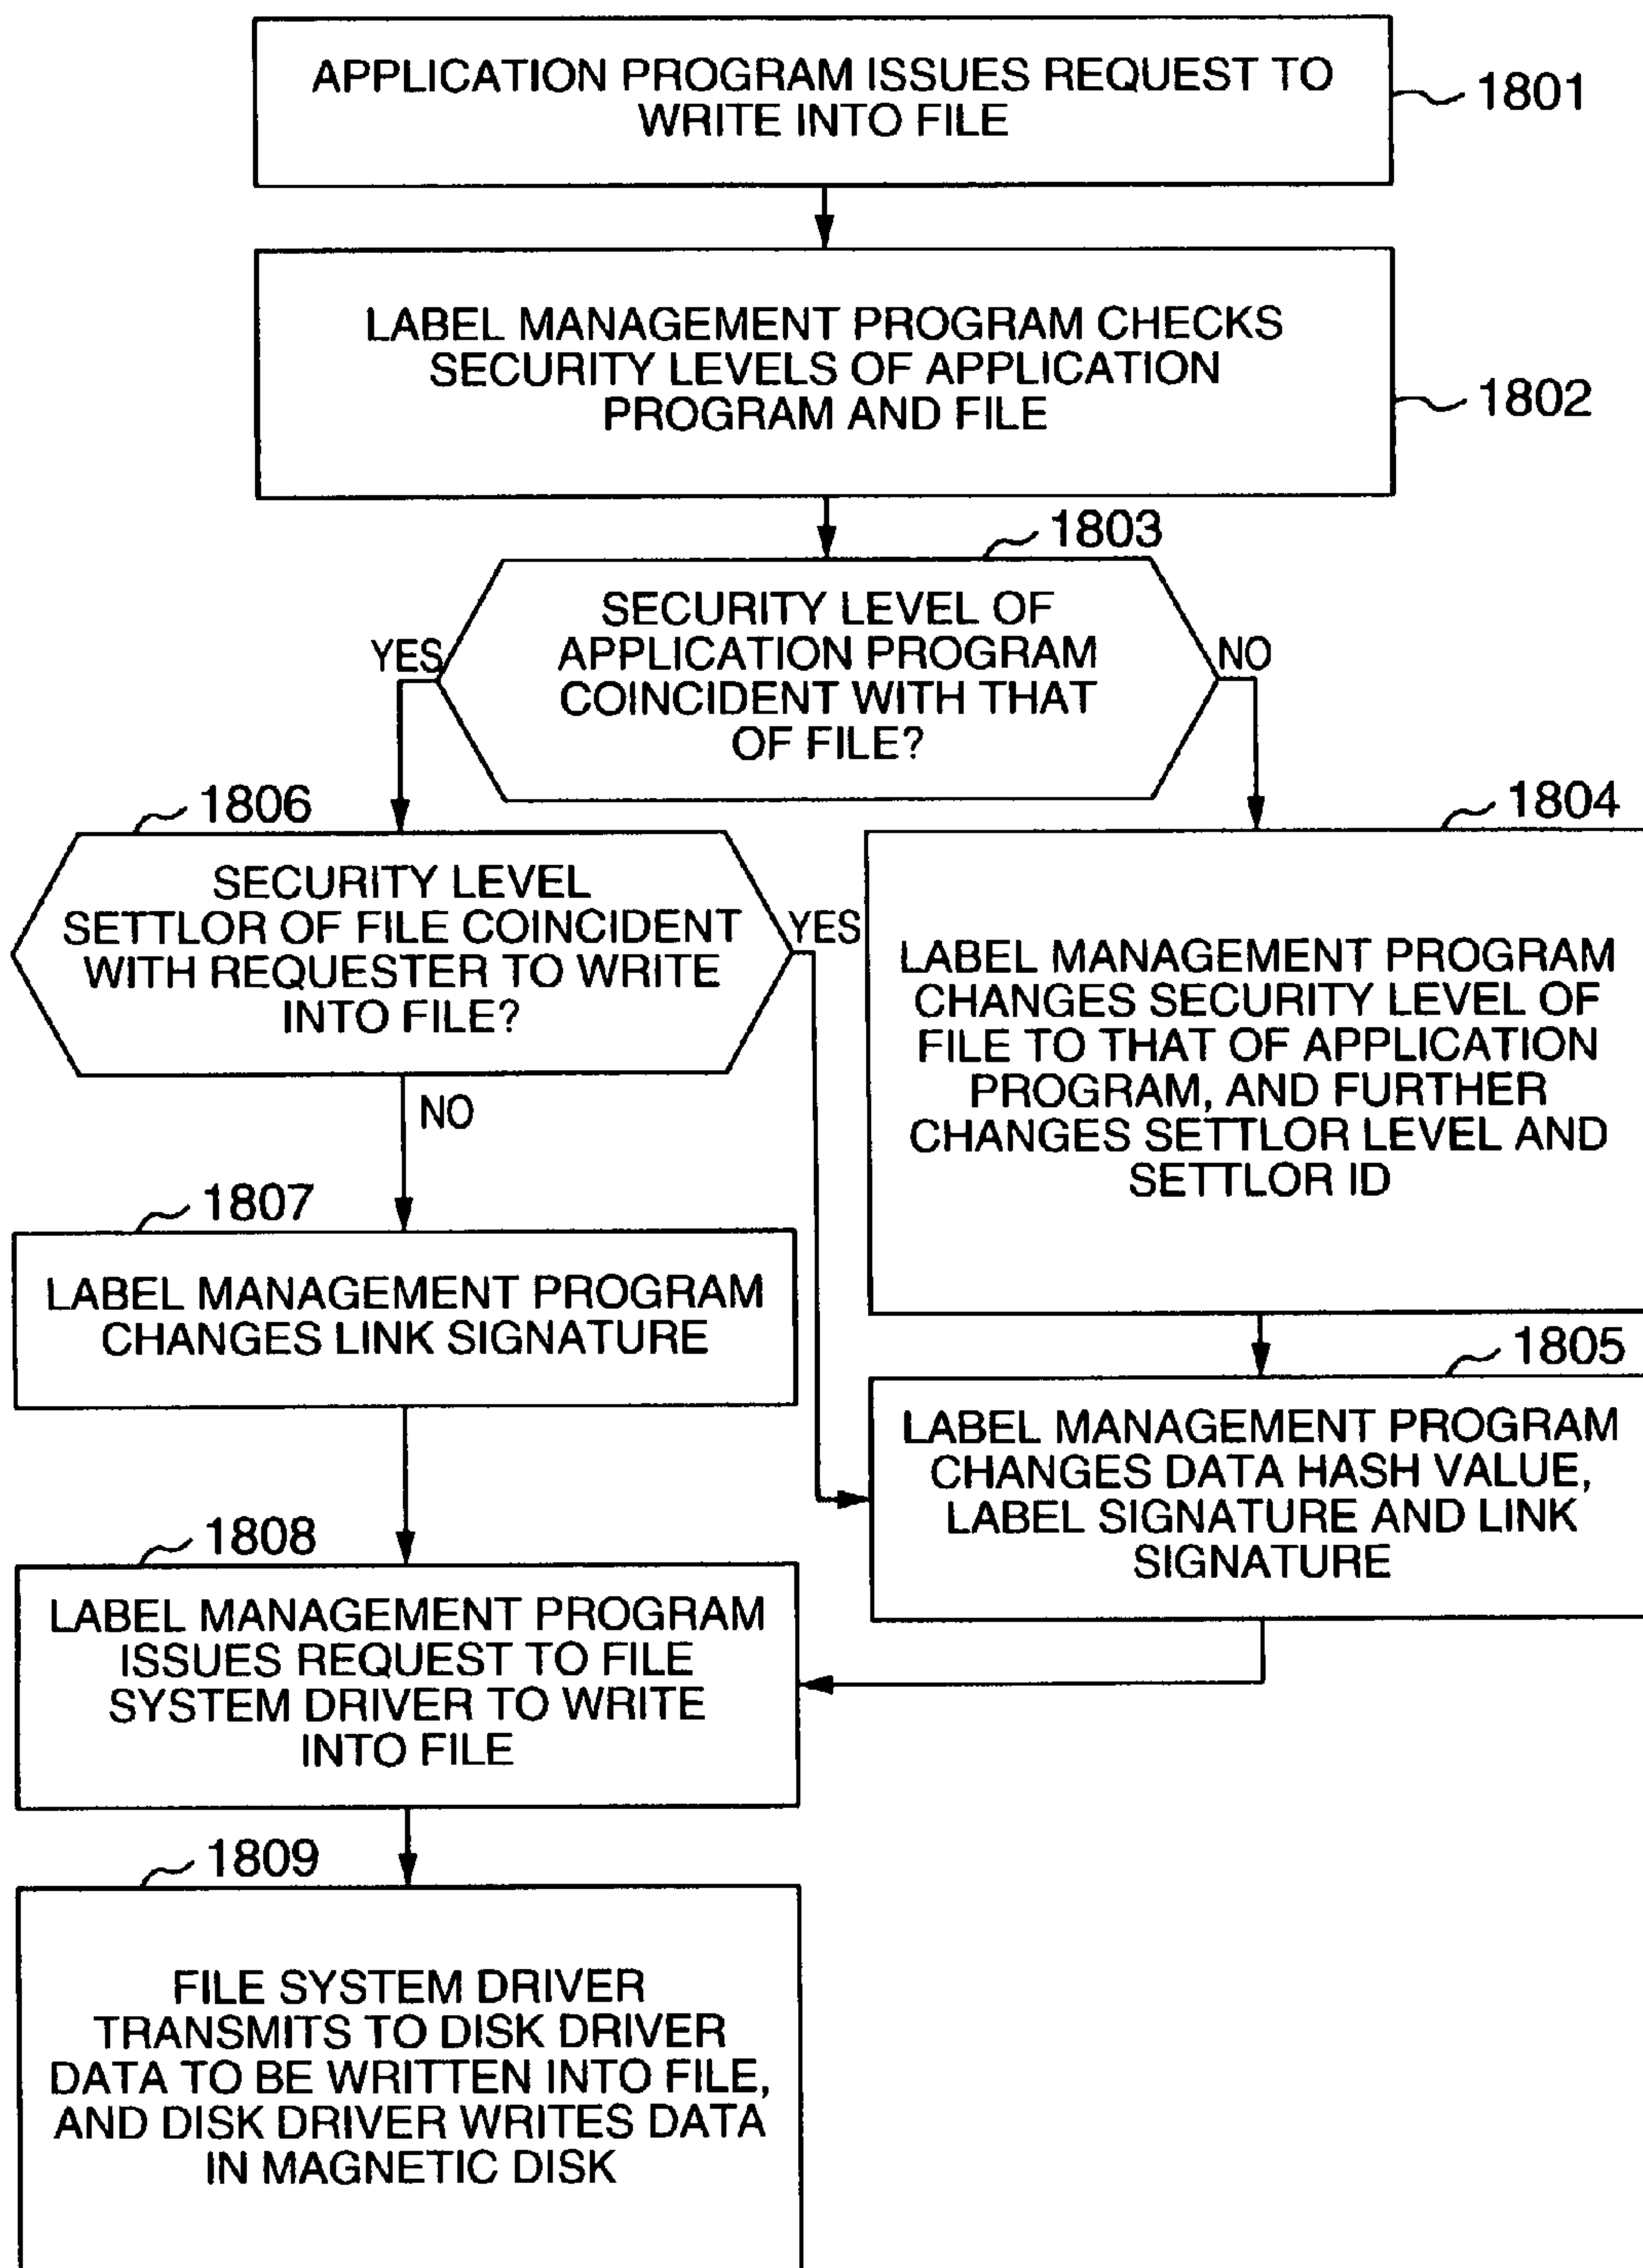 APPLICATION PROGRAM ISSUES REQUEST TO
WRITE INTO FILE
1801
LABEL MANAGEMENT PROGRAM CHECKS
SECURITY LEVELS OF APPLICATION
PROGRAM AND FILE
1802
1803
SECURITY LEVEL OF
APPLICATION PROGRAM
COINCIDENT WITH THAT
OF FILE?
YES
NO
1806
SECURITY LEVEL
SETTLOR OF FILE COINCIDENT
WITH REQUESTER TO WRITE
INTO FILE?
YES
NO
1804
LABEL MANAGEMENT PROGRAM
CHANGES SECURITY LEVEL OF
FILE TO THAT OF APPLICATION
PROGRAM, AND FURTHER
CHANGES SETTLOR LEVEL AND
SETTLOR ID
1807
LABEL MANAGEMENT PROGRAM
CHANGES LINK SIGNATURE
1805
LABEL MANAGEMENT PROGRAM
CHANGES DATA HASH VALUE,
LABEL SIGNATURE AND LINK
SIGNATURE
1808
LABEL MANAGEMENT PROGRAM
ISSUES REQUEST TO FILE
SYSTEM DRIVER TO WRITE
INTO FILE
1809
FILE SYSTEM DRIVER
TRANSMITS TO DISK DRIVER
DATA TO BE WRITTEN INTO FILE,
AND DISK DRIVER WRITES DATA
IN MAGNETIC DISK